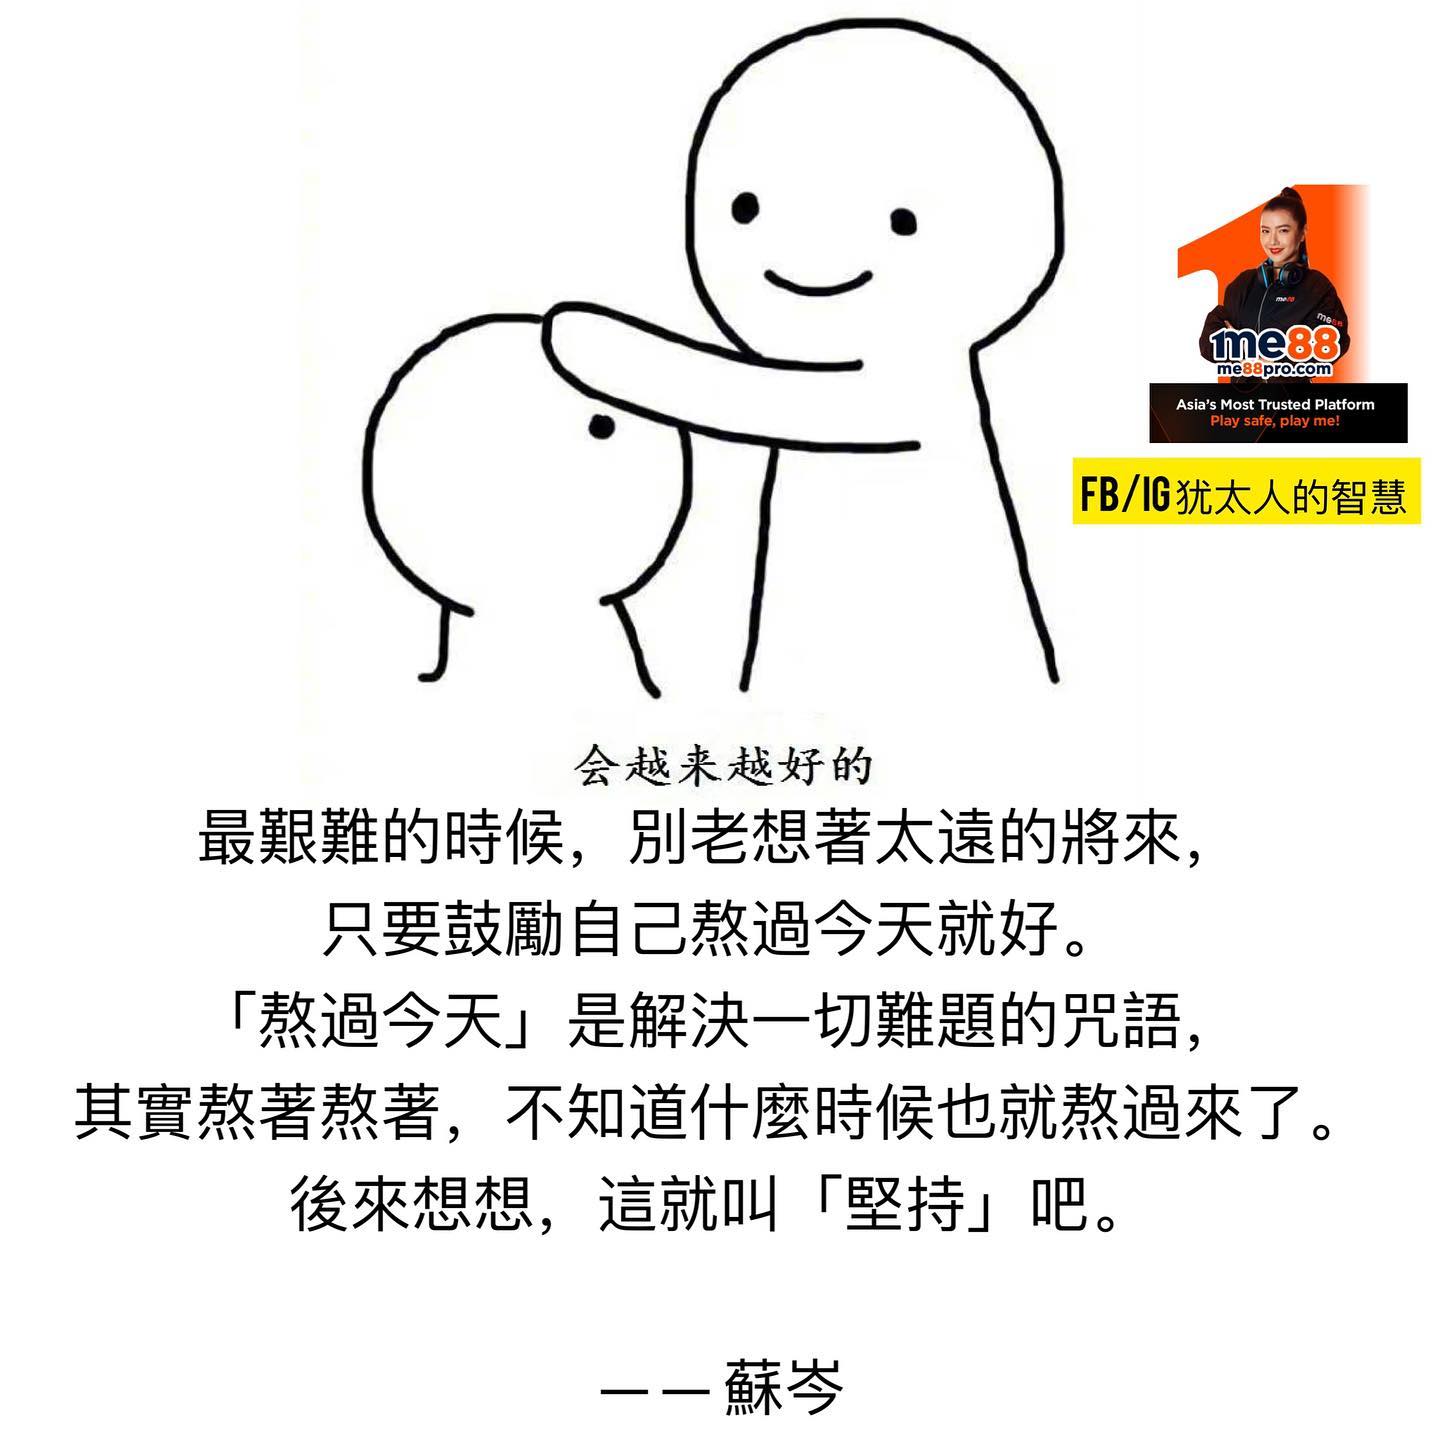 me88
me88
1me88
me88pro.com
Asia's Most Trusted Platform
Play safe, play me!
FB/IG犹太人的智慧
会越来越好的
最艱難的時候，別老想著太遠的將來，
只要鼓勵自己熬過今天就好。
「熬過今天」是解決一切難題的咒語，
其實熬著熬著，不知道什麼時候也就熬過來了。
後來想想，這就叫「堅持」吧。
——蘇岑